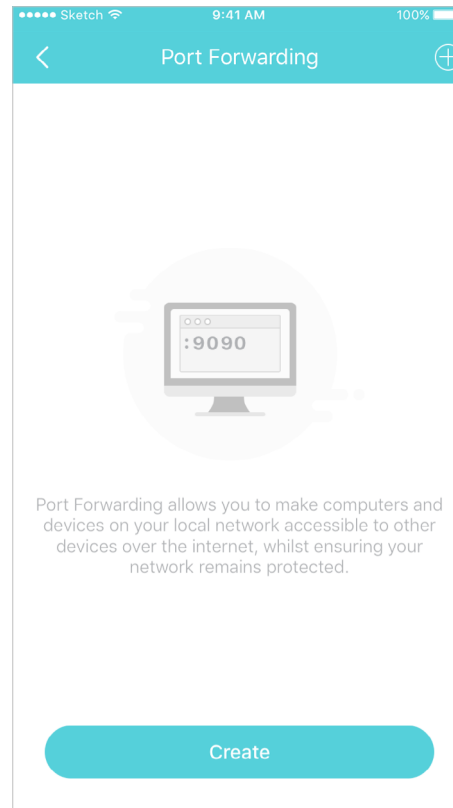 Sketch 9:41 AM 100%
Port Forwarding
:9090
Port Forwarding allows you to make computers and
devices on your local network accessible to other
devices over the internet, whilst ensuring your
network remains protected.
Create